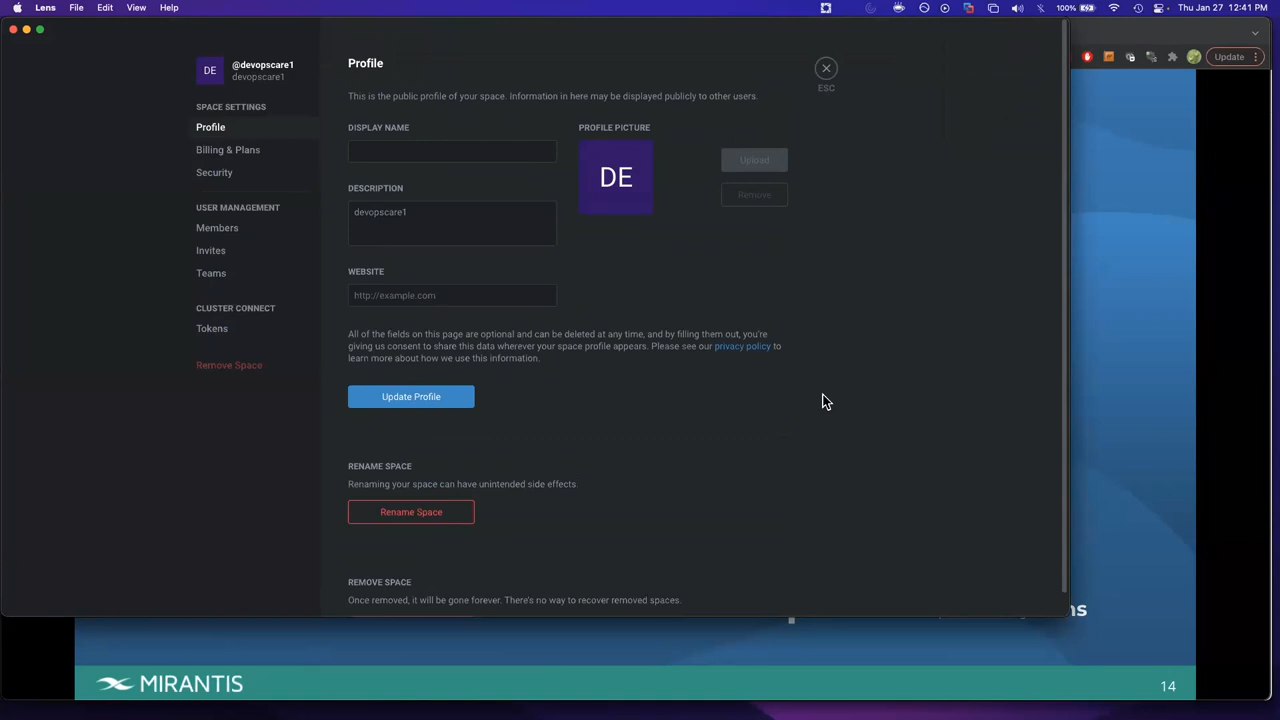 Lens File Edit View Help
100% Thu Jan 27 12:41 PM
Update
DE
@devopscare1
devopscare1
SPACE SETTINGS
Profile
Billing & Plans
Security
USER MANAGEMENT
Members
Invites
Teams
CLUSTER CONNECT
Tokens
Remove Space
Profile
This is the public profile of your space. Information in here may be displayed publicly to other users.
ESC
DISPLAY NAME
PROFILE PICTURE
DE
Upload
Remove
DESCRIPTION
devopscare1
WEBSITE
http://example.com
All of the fields on this page are optional and can be deleted at any time, and by filling them out, you're
giving us consent to share this data wherever your space profile appears. Please see our privacy policy to
learn more about how we use this information.
Update Profile
RENAME SPACE
Renaming your space can have unintended side effects.
Rename Space
REMOVE SPACE
Once removed, it will be gone forever. There's no way to recover removed spaces.
MIRANTIS
14